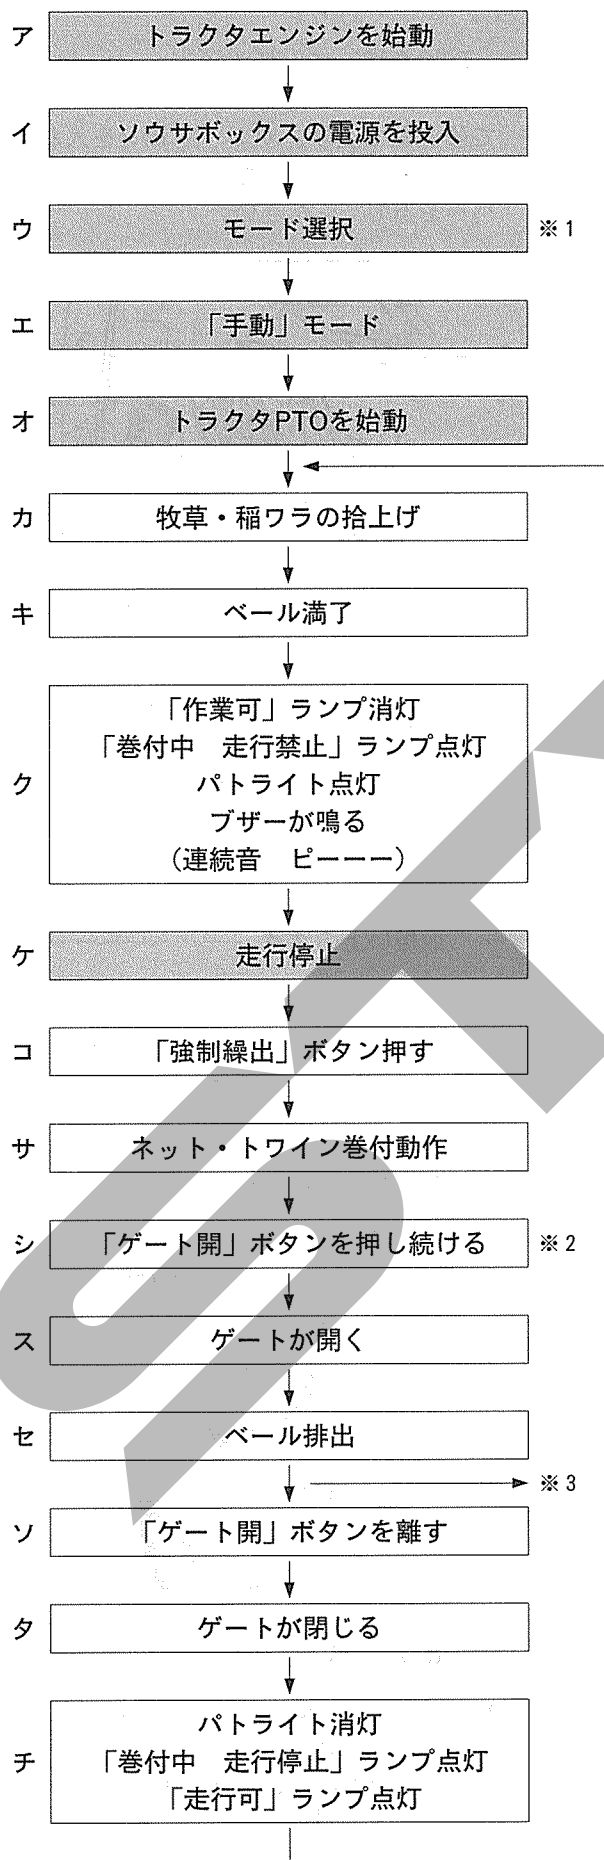 ア トラクタエンジンを始動
イ ソウサボックスの電源を投入
ウ モード選択 ※1
エ 「手動」モード
オ トラクタPTOを始動
カ 牧草・稲ワラの拾上げ
キ ベール満了
「作業可」ランプ消灯
「巻付中　走行禁止」ランプ点灯
ク パトライト点灯
ブザーが鳴る
（連続音　ピーーー）
ケ 走行停止
コ 「強制繰出」ボタン押す
サ ネット・トワイン巻付動作
シ 「ゲート開」ボタンを押し続ける ※2
ス ゲートが開く
セ ベール排出
※3
ソ 「ゲート開」ボタンを離す
タ ゲートが閉じる
パトライト消灯
チ 「巻付中　走行停止」ランプ点灯
「走行可」ランプ点灯